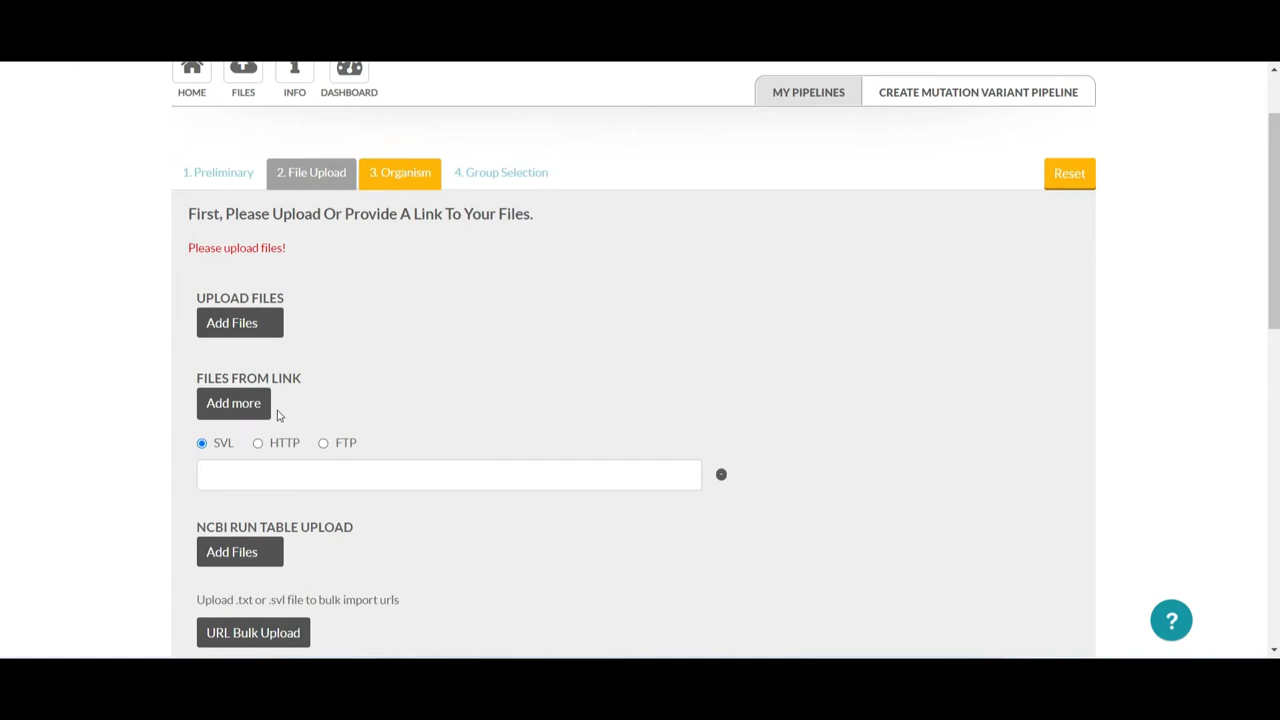 HOME FILES INFO DASHBOARD
MY PIPELINES CREATE MUTATION VARIANT PIPELINE
1. Preliminary 2. File Upload 3. Organism 4. Group Selection Reset
First, Please Upload Or Provide A Link To Your Files.
Please upload files!
UPLOAD FILES
Add Files
FILES FROM LINK
Add more
SVL HTTP FTP
NCBI RUN TABLE UPLOAD
Add Files
Upload .txt or .svl file to bulk import urls
URL Bulk Upload
?